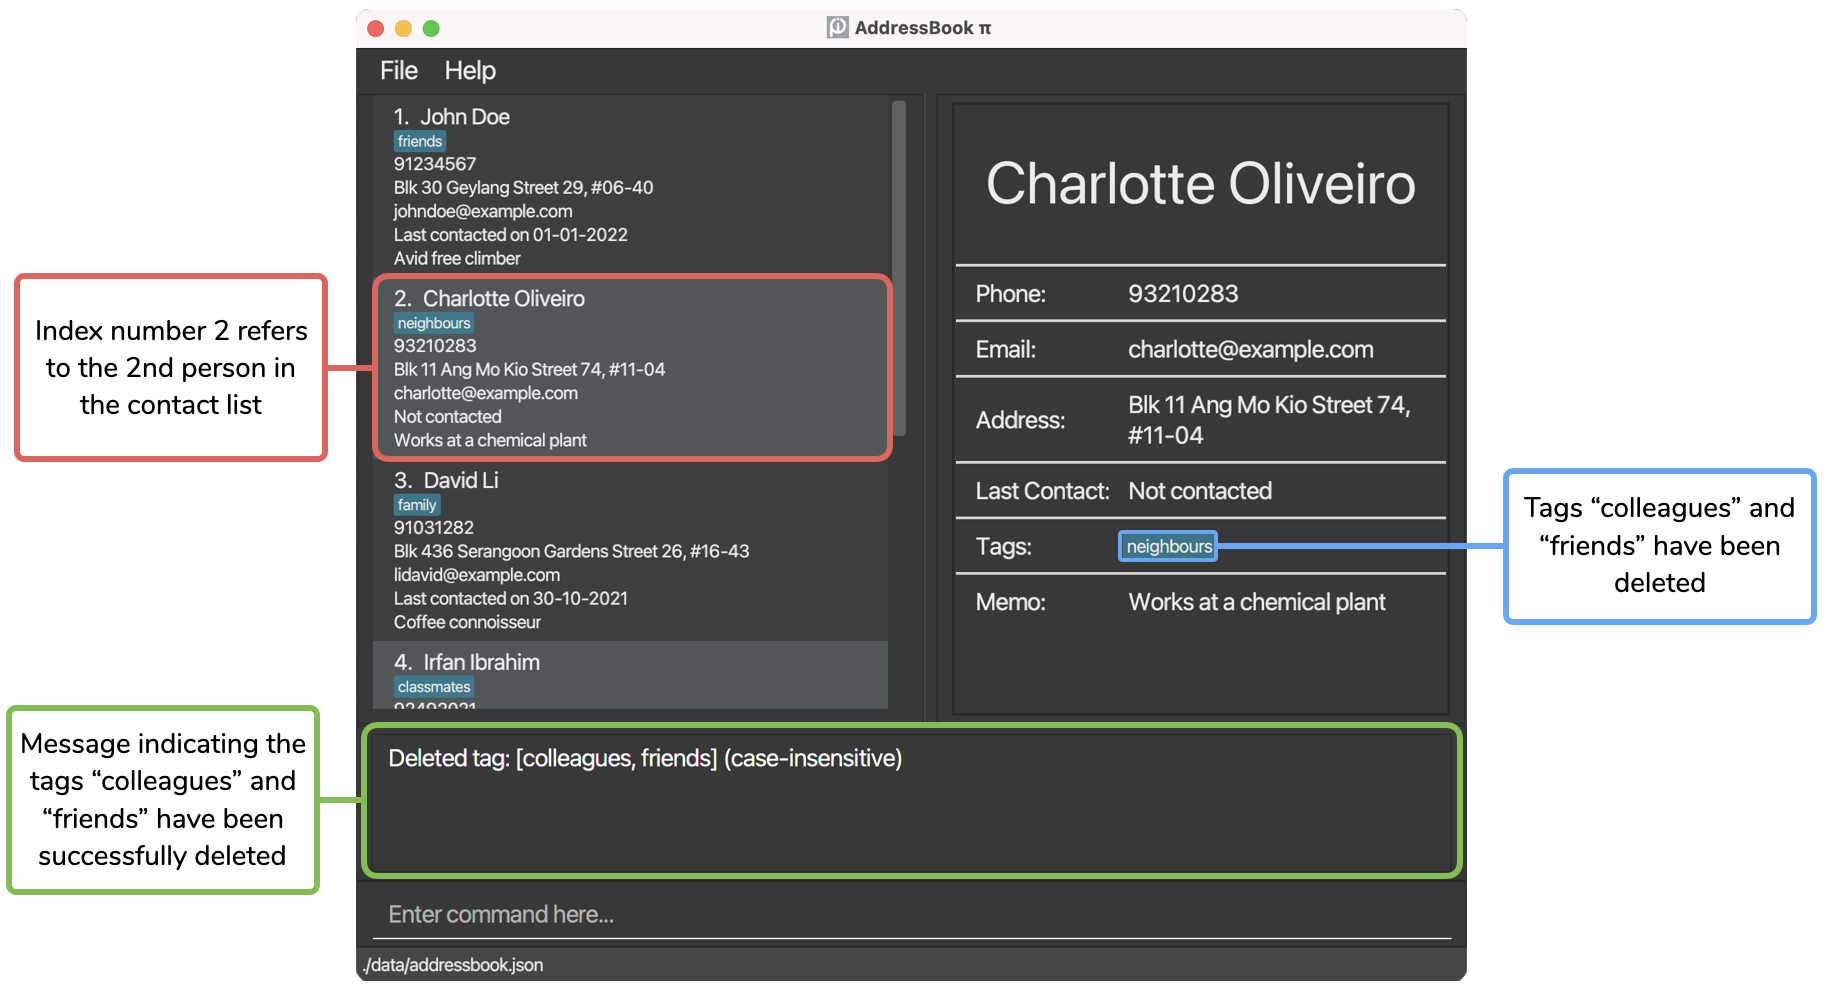 AddressBook π
File Help
1. John Doe
friends
91234567
Blk 30 Geylang Street 29, #06-40
johndoe@example.com
Last contacted on 01-01-2022
Avid free climber
2. Charlotte Oliveiro
neighbours
93210283
Blk 11 Ang Mo Kio Street 74, #11-04
charlotte@example.com
Not contacted
Works at a chemical plant
3. David Li
family
91031282
Blk 436 Serangoon Gardens Street 26, #16-43
lidavid@example.com
Last contacted on 30-10-2021
Coffee connoisseur
4. Irfan Ibrahim
classmates
92492021
Charlotte Oliveiro
Phone: 93210283
Email: charlotte@example.com
Address: Blk 11 Ang Mo Kio Street 74,
#11-04
Last Contact: Not contacted
Tags: neighbours
Memo: Works at a chemical plant
Deleted tag: [colleagues, friends] (case-insensitive)
Enter command here...
./data/addressbook.json
Index number 2 refers
to the 2nd person in
the contact list
Message indicating the
tags “colleagues” and
“friends” have been
successfully deleted
Tags “colleagues” and
“friends” have been
deleted